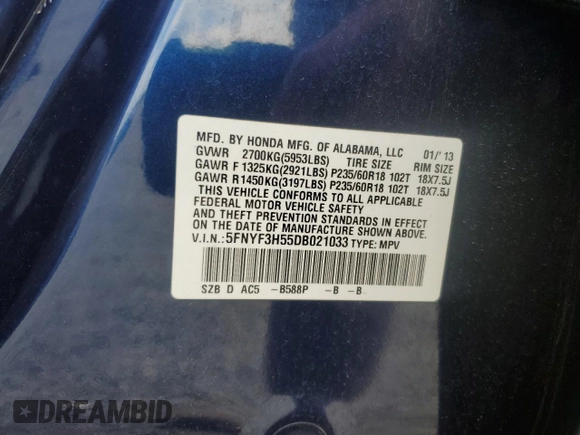 MFD. BY HONDA MFG. OF ALABAMA, LLC 01/'13
GVWR 2700KG(5953LBS) TIRE SIZE RIM SIZE
GAWR F 1325KG(2921LBS) P235/60R18 102T 18X7.5J
GAWR R1450KG(3197LBS) P235/60R18 102T 18X7.5J
THIS VEHICLE CONFORMS TO ALL APPLICABLE
FEDERAL MOTOR VEHICLE SAFETY
AND THEFT PREVENTION STANDARDS IN EFFECT
ON THE DATE OF MANUFACTURE SHOWN ABOVE.
V.I.N.: 5FNYF3H55DB021033 TYPE: MPV
SZB D AC5 -B588P -B -B
DREAMBID